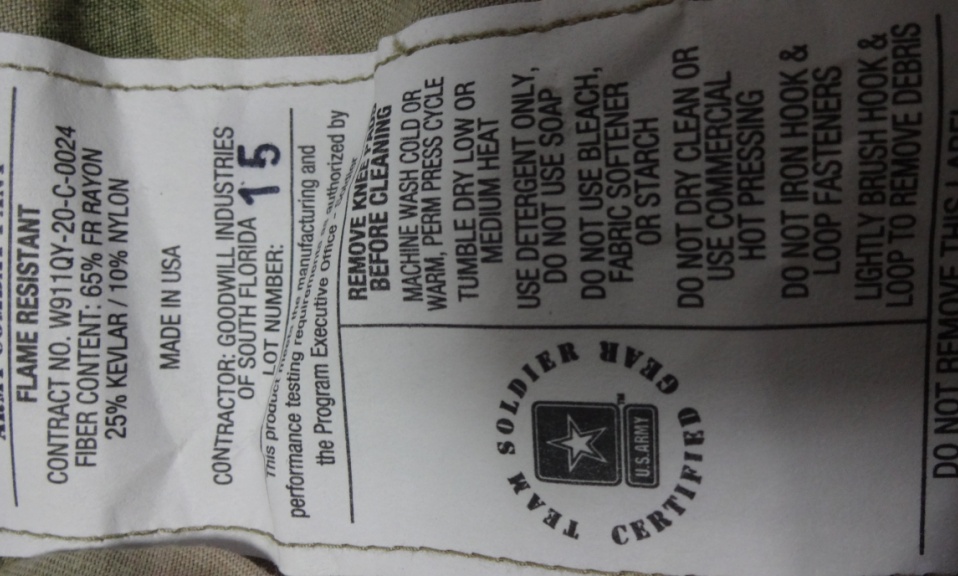 FLAME RESISTANT
CONTRACT NO. W911QY-20-C-0024
FIBER CONTENT: 65% FR RAYON
25% KEVLAR / 10% NYLON
MADE IN USA
CONTRACTOR: GOODWILL INDUSTRIES
OF SOUTH FLORIDA
LOT NUMBER: 15
This product meets the manufacturing and
performance testing requirements as authorized by
the Program Executive Office - Soldier
REMOVE KNEE PADS
BEFORE CLEANING
MACHINE WASH COLD OR
WARM, PERM PRESS CYCLE
TUMBLE DRY LOW OR
MEDIUM HEAT
USE DETERGENT ONLY,
DO NOT USE SOAP
DO NOT USE BLEACH,
FABRIC SOFTENER
OR STARCH
DO NOT DRY CLEAN OR
USE COMMERCIAL
HOT PRESSING
DO NOT IRON HOOK &
LOOP FASTENERS
LIGHTLY BRUSH HOOK &
LOOP TO REMOVE DEBRIS
TEAM SOLDIER
CERTIFIED GEAR
U.S.ARMY
TM
DO NOT REMOVE THIS LABEL